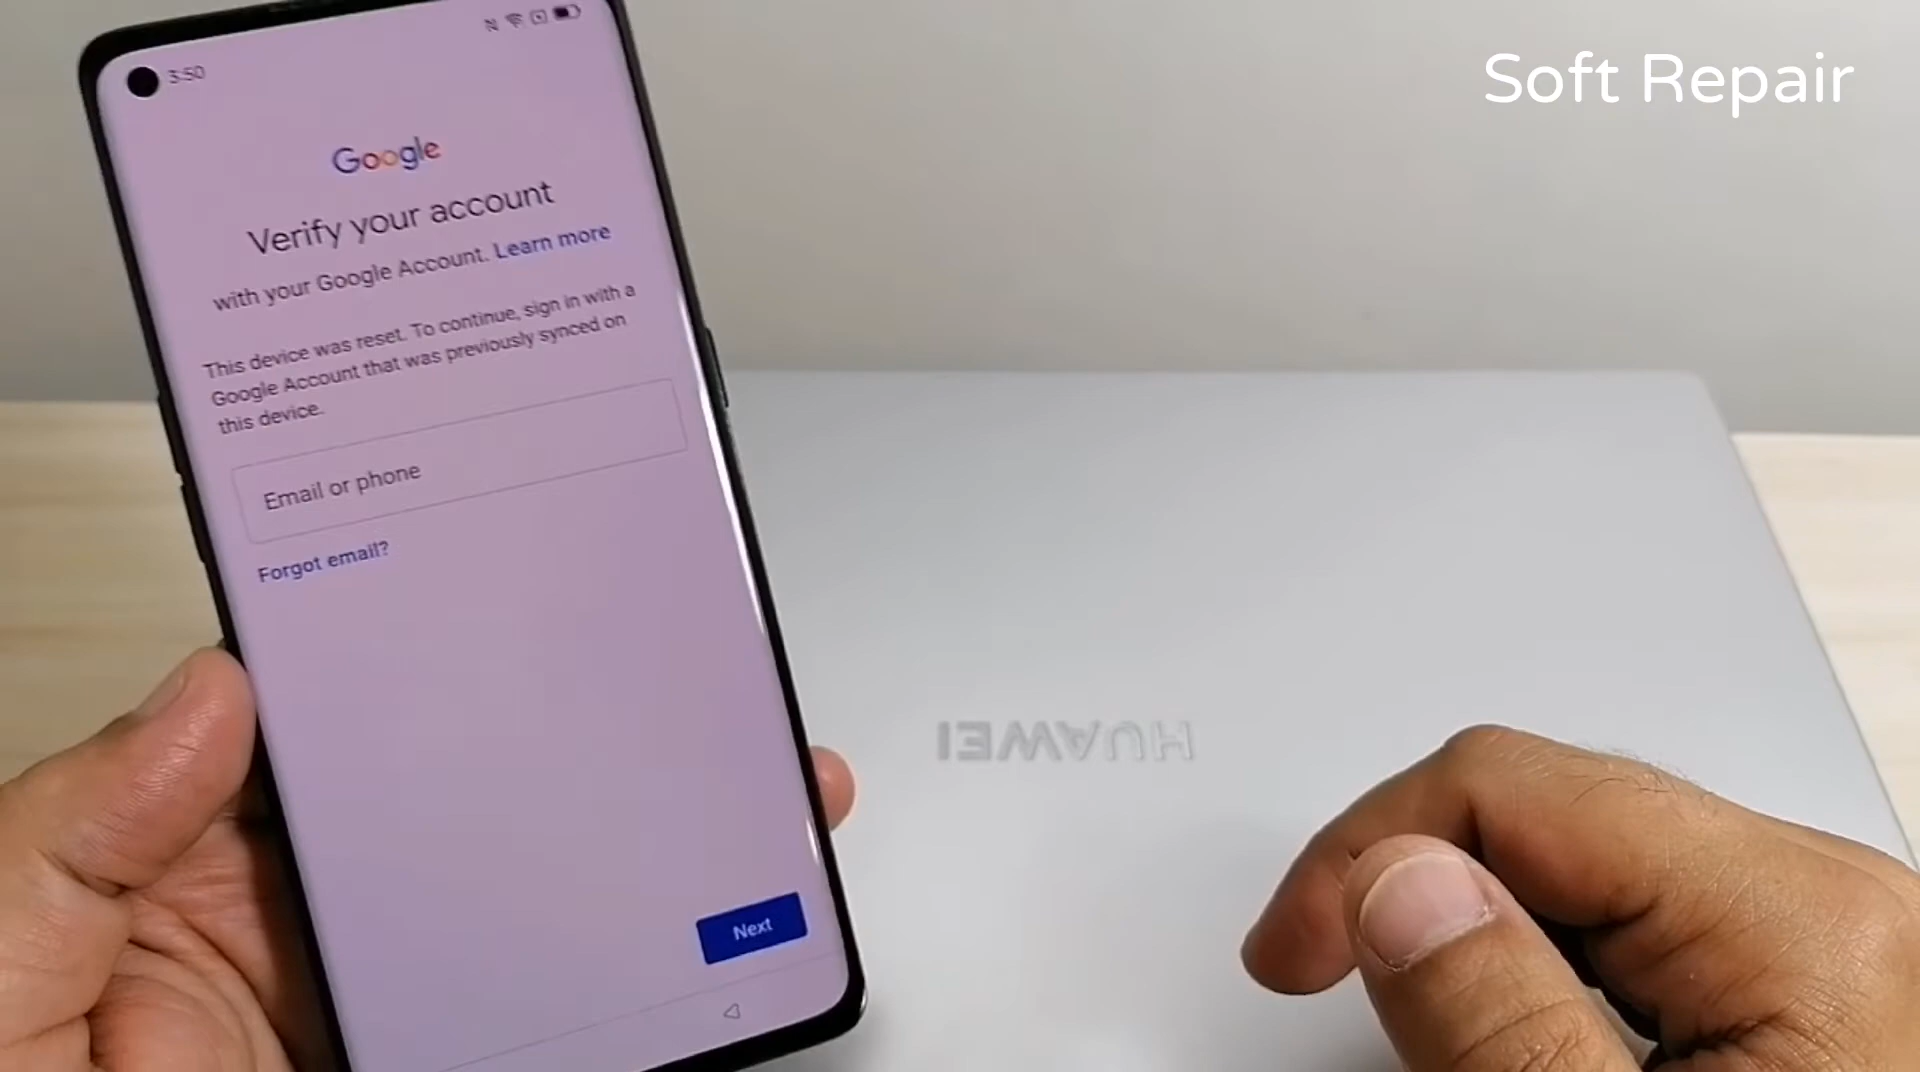 Soft Repair
3:50
Google
Verify your account
with your Google Account. Learn more
This device was reset. To continue, sign in with a
Google Account that was previously synced on
this device.
Email or phone
Forgot email?
Next
HUAWEI